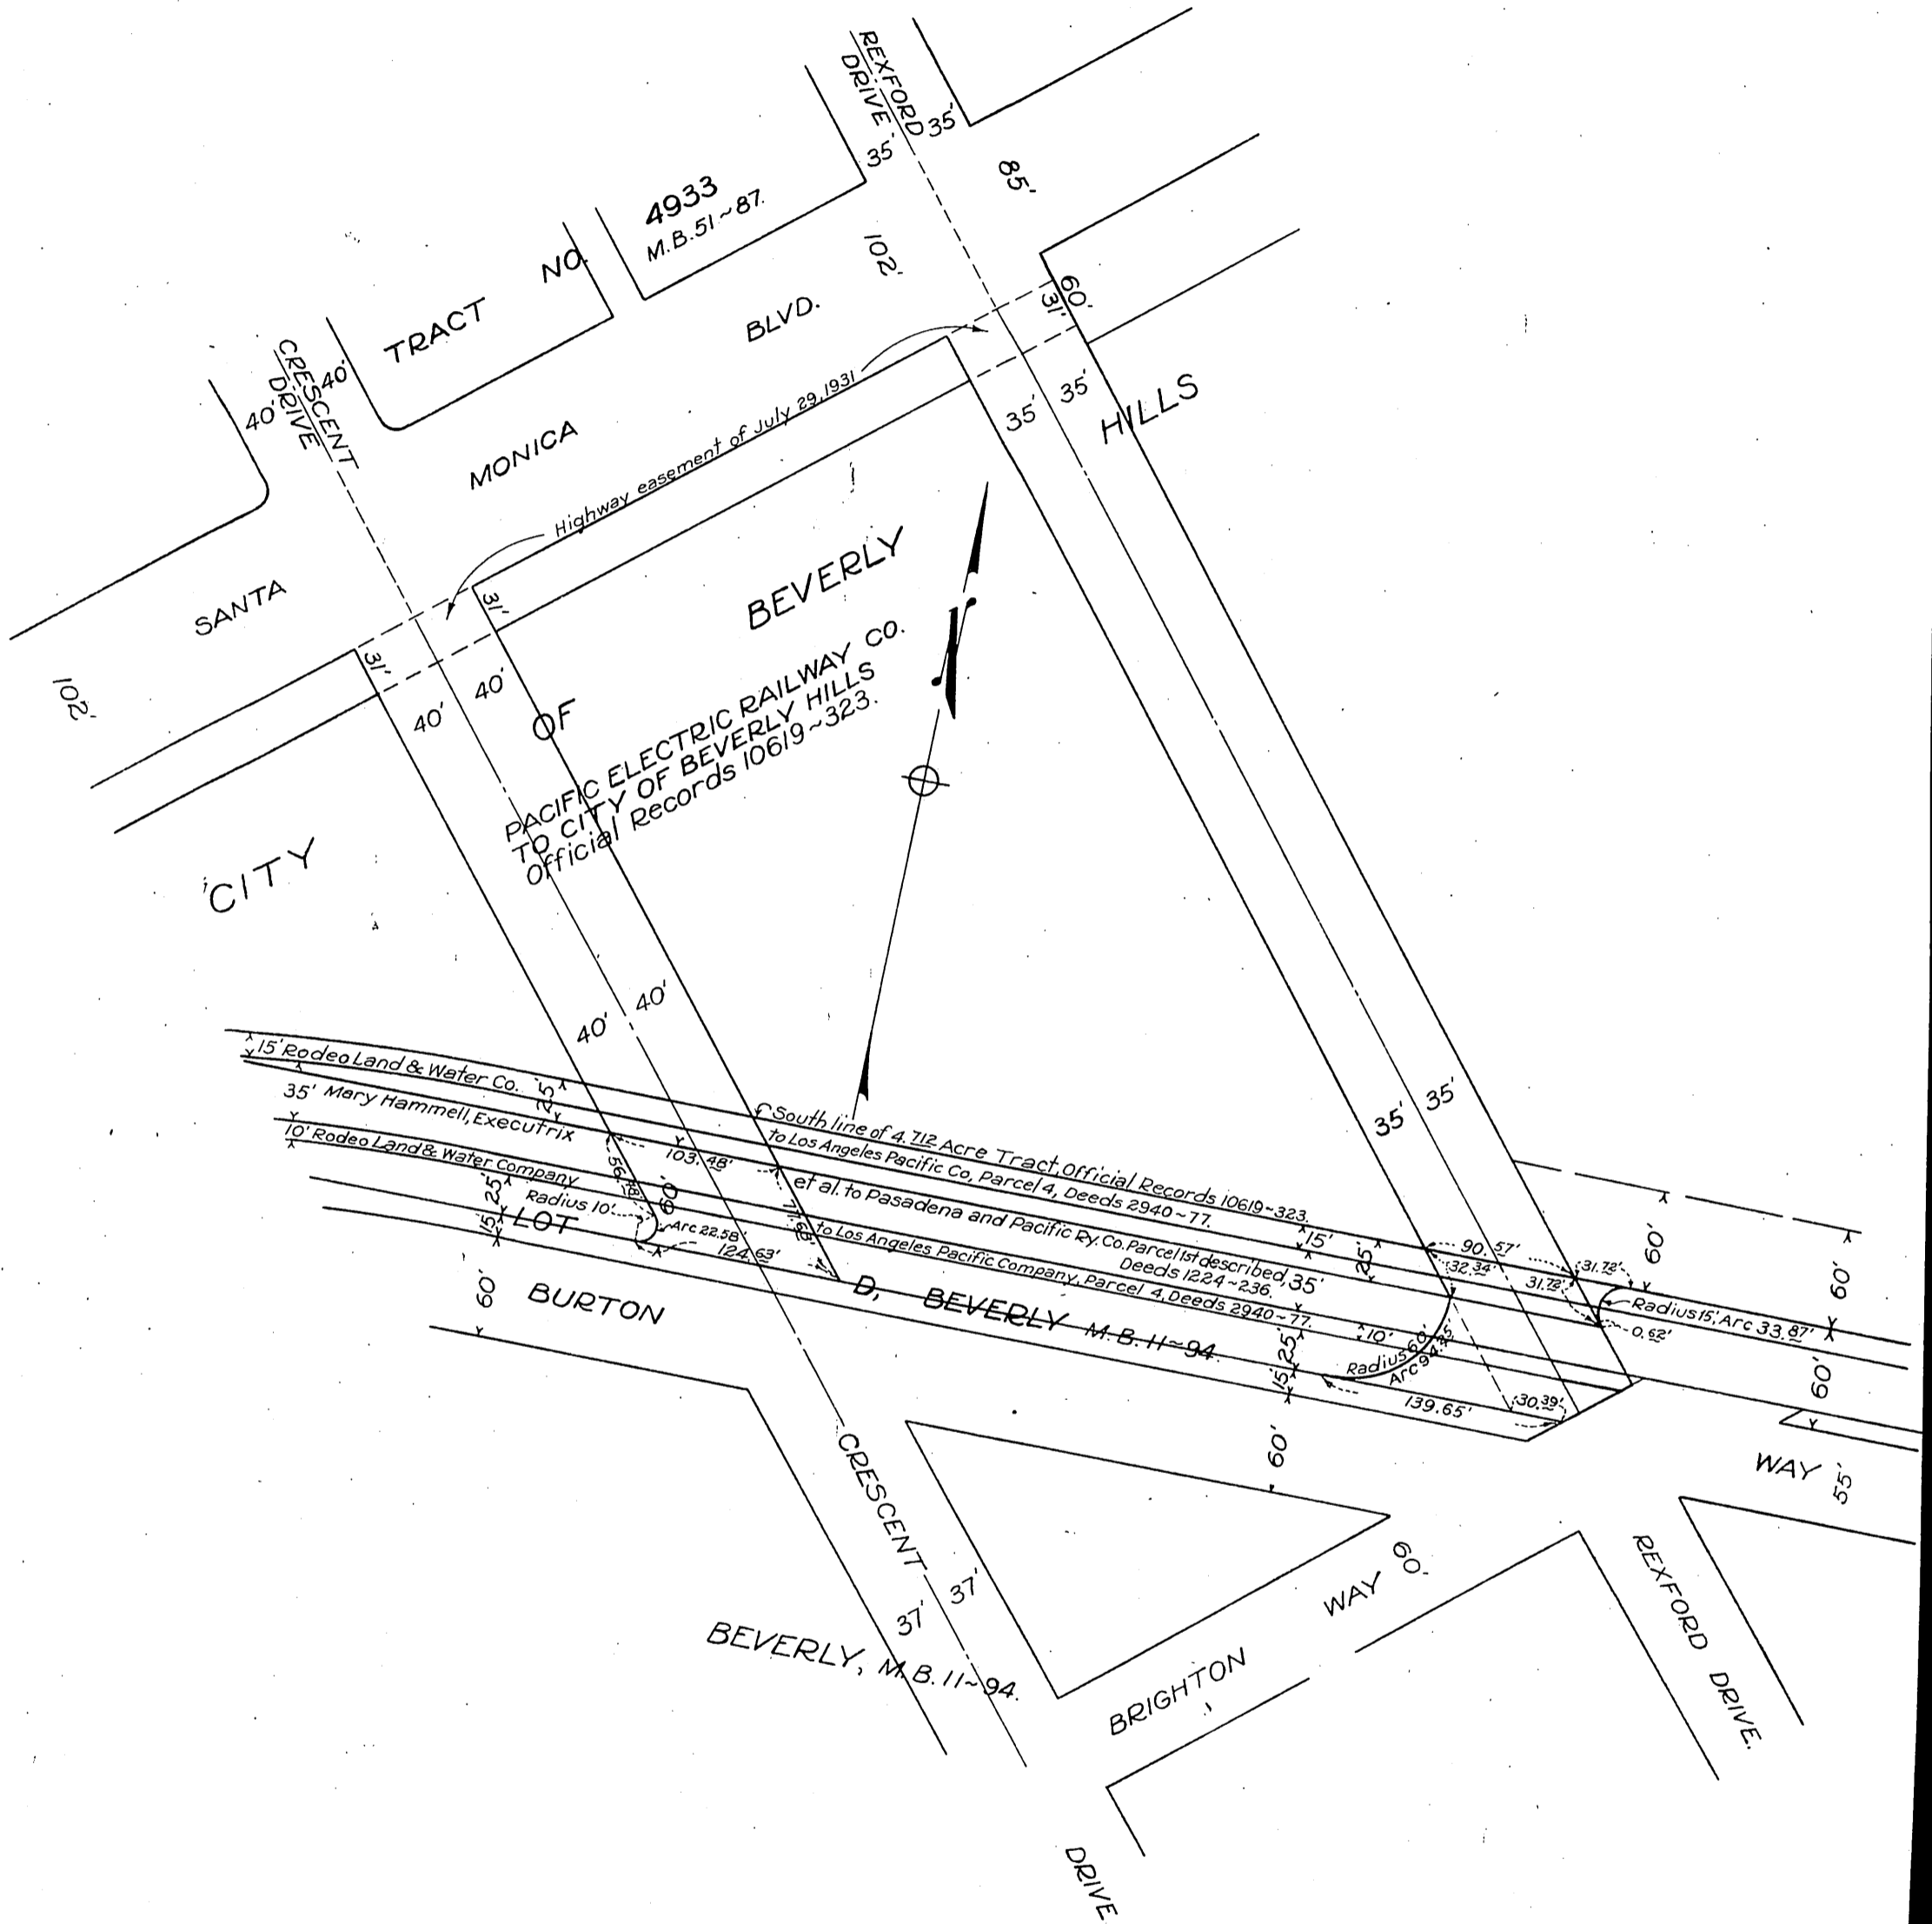 REXFORD
DRIVE
35'
35'
85'
4933
M.B. 51~87.
TRACT NO.
102'
60'
31'
BLVD.
CRESCENT
DRIVE
40'
40'
MONICA
Highway easement of July 29, 1931
35'
35'
HILLS
SANTA
31'
31'
102'
40'
40'
BEVERLY
OF
PACIFIC ELECTRIC RAILWAY CO.
TO CITY OF BEVERLY HILLS
Official Records 10619~323.
CITY
40'
40'
35'
35'
15' Rodeo Land & Water Co.
25'
35' Mary Hammell, Executrix
10' Rodeo Land & Water Company
South line of 4.712 Acre Tract, Official Records 10619~323.
to Los Angeles Pacific Co, Parcel 4, Deeds 2940~77.
et al. to Pasadena and Pacific Ry. Co. Parcel 1st described, 35'
Deeds 1224~236.
to Los Angeles Pacific Company, Parcel 4, Deeds 2940~77.
103.48'
60'
77.68'
25'
15'
Radius 10'
Arc 22.58'
124.63'
LOT D, BEVERLY M.B. 11~94.
15'
25'
90.57'
32.34'
31.72'
31.72'
60'
60'
Radius 15', Arc 33.87'
0.62'
10'
25'
15'
Radius 60'
139.65'
30.39'
60'
60'
BURTON
60'
WAY
55'
CRESCENT
37'
37'
60'
WAY
BRIGHTON
REXFORD DRIVE.
BEVERLY, M.B. 11~94.
DRIVE